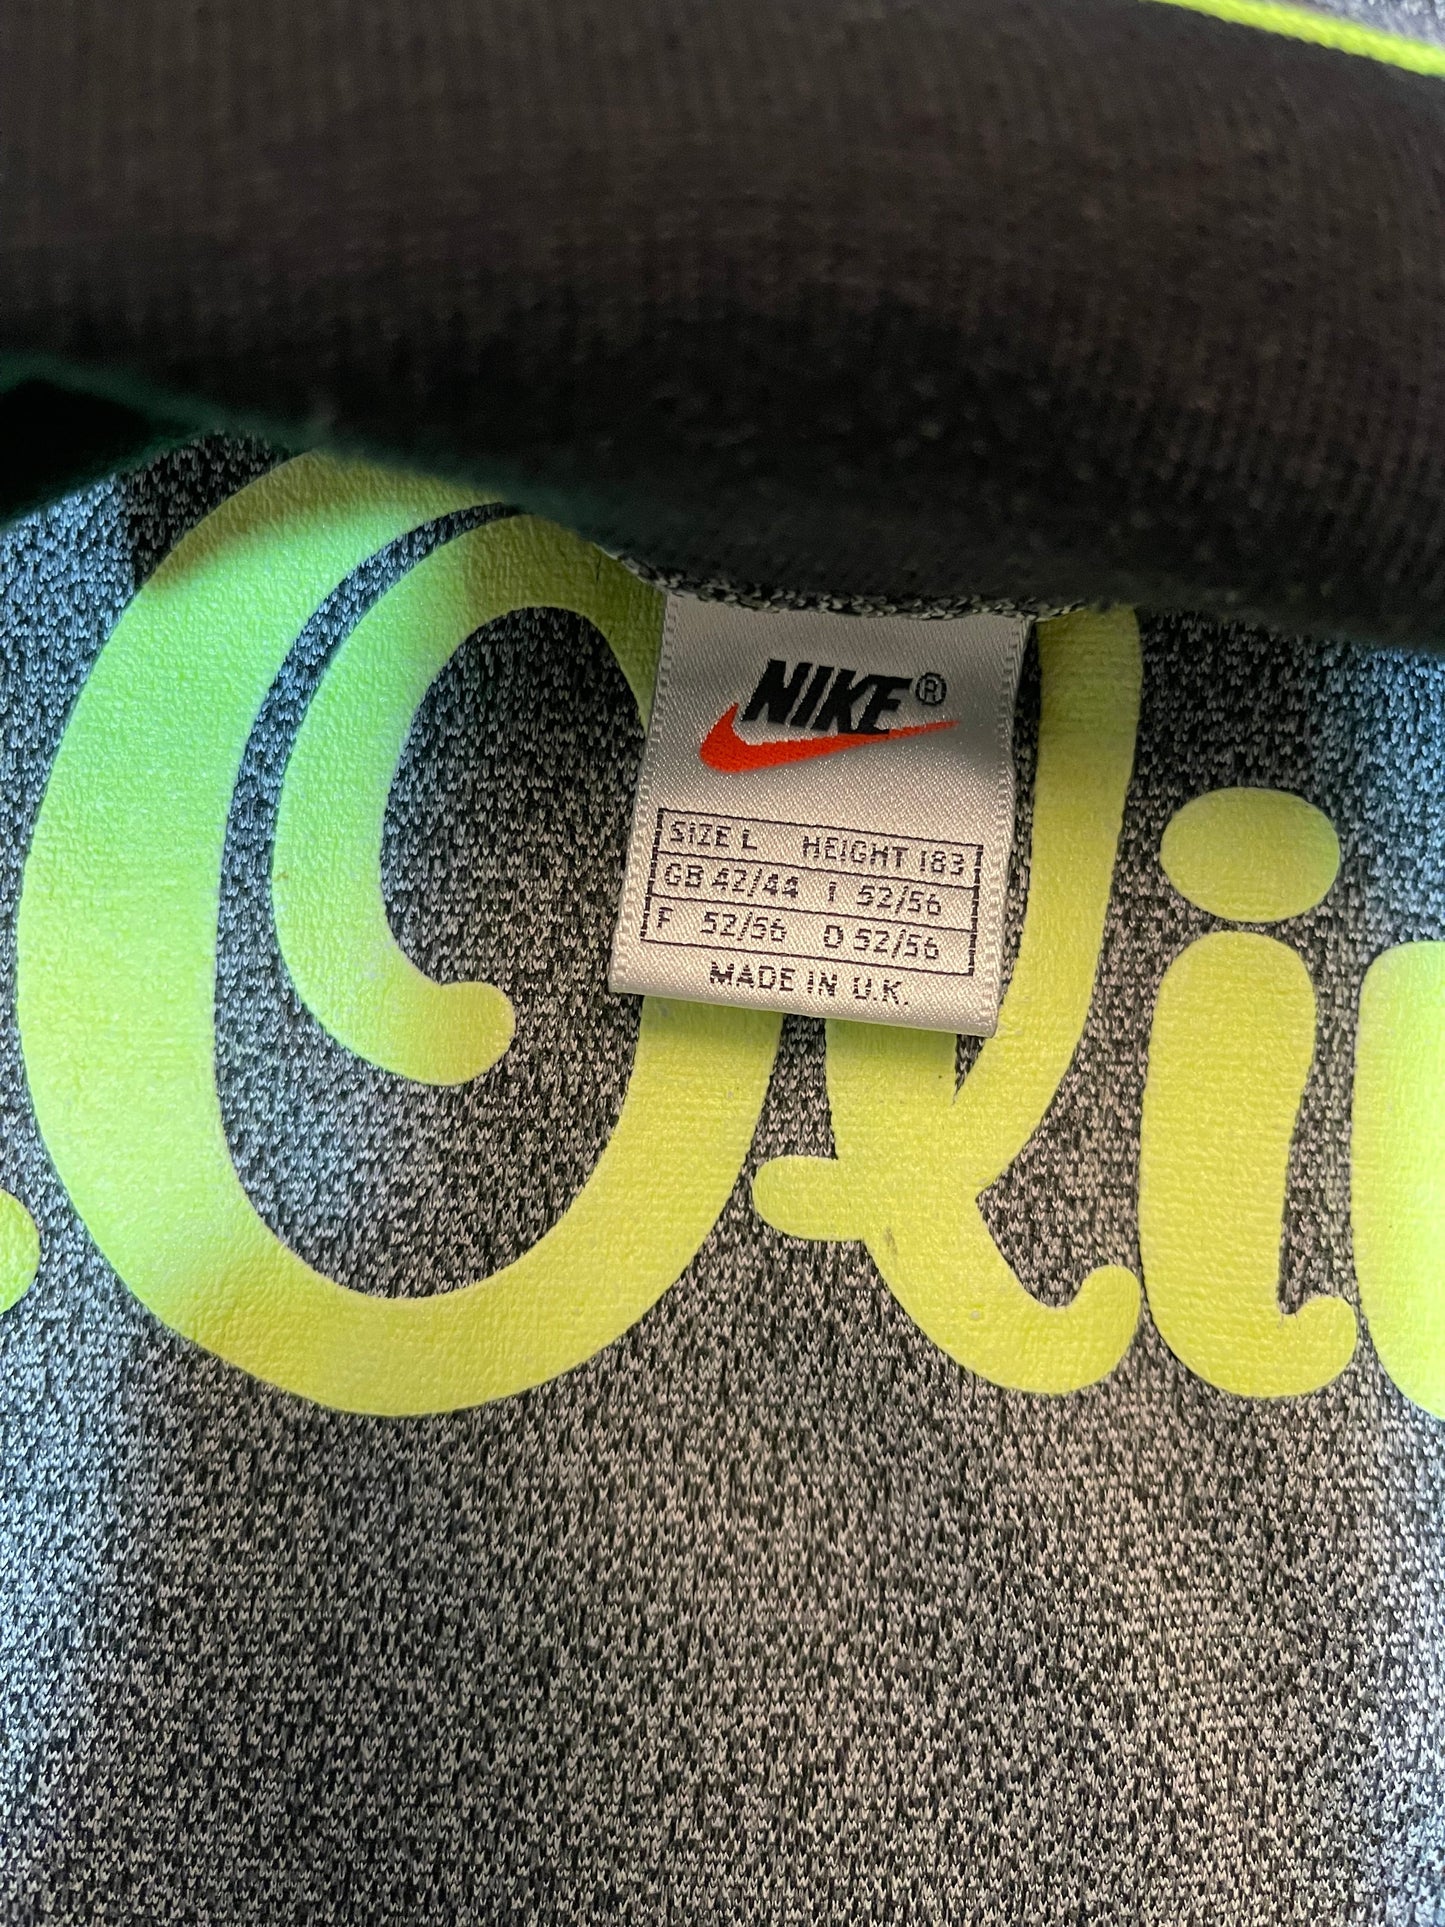 NIKE®
SIZE L HEIGHT 183
GB 42/44 I 52/56
F 52/56 D 52/56
MADE IN U.K.